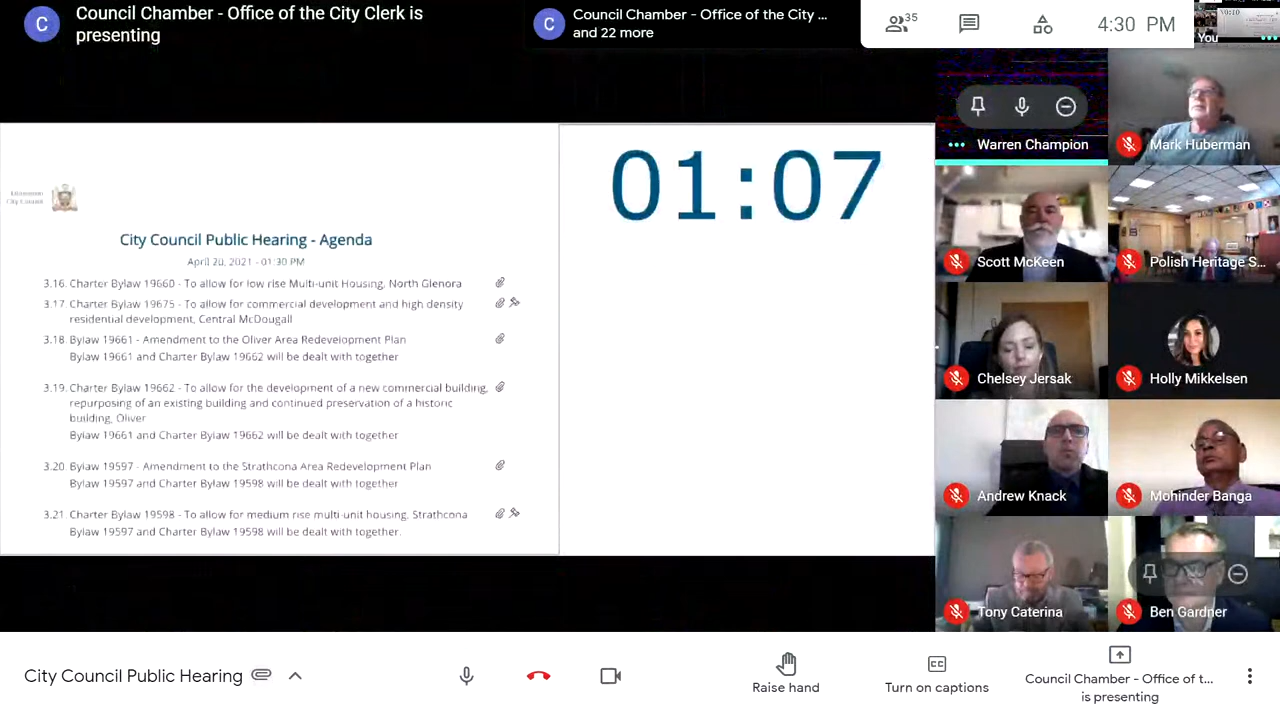 Council Chamber - Office of the City Clerk is
presenting
C
C
Council Chamber - Office of the City ...
and 22 more
35
4:30 PM
You
Edmonton
City Council
City Council Public Hearing - Agenda
April 20, 2021 - 01:30 PM
3.16. Charter Bylaw 19660 - To allow for low rise Multi-unit Housing, North Glenora
3.17. Charter Bylaw 19675 - To allow for commercial development and high density
residential development, Central McDougall
3.18. Bylaw 19661 - Amendment to the Oliver Area Redevelopment Plan
Bylaw 19661 and Charter Bylaw 19662 will be dealt with together
3.19. Charter Bylaw 19662 - To allow for the development of a new commercial building,
repurposing of an existing building and continued preservation of a historic
building, Oliver
Bylaw 19661 and Charter Bylaw 19662 will be dealt with together
3.20. Bylaw 19597 - Amendment to the Strathcona Area Redevelopment Plan
Bylaw 19597 and Charter Bylaw 19598 will be dealt with together
3.21. Charter Bylaw 19598 - To allow for medium rise multi-unit housing, Strathcona
Bylaw 19597 and Charter Bylaw 19598 will be dealt with together.
01:07
Warren Champion
Mark Huberman
Scott McKeen
Polish Heritage S...
Chelsey Jersak
Holly Mikkelsen
Andrew Knack
Mohinder Banga
Tony Caterina
Ben Gardner
City Council Public Hearing
Raise hand
CC
Turn on captions
Council Chamber - Office of t...
is presenting